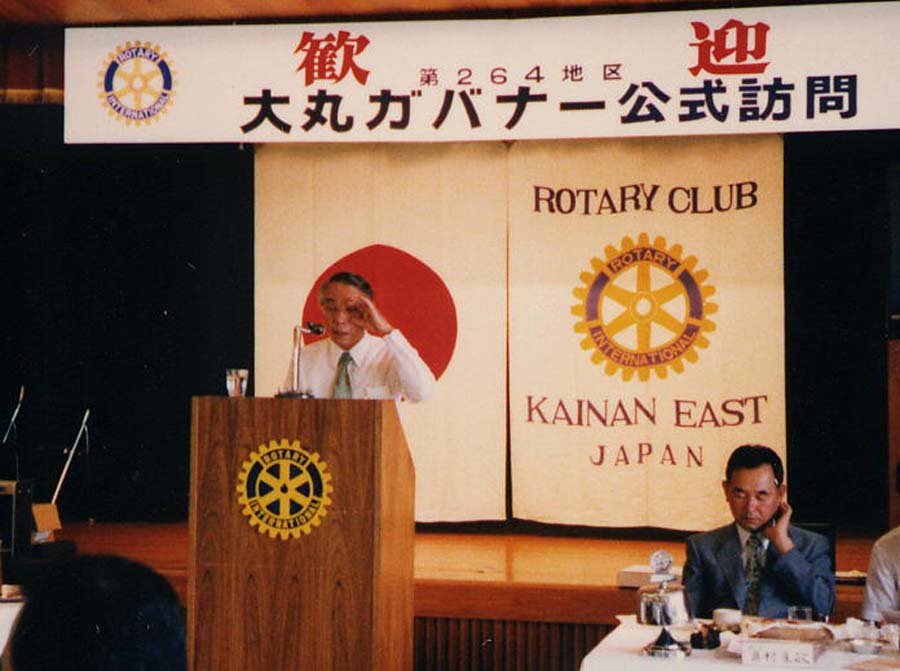 歓迎
第264地区
大丸ガバナー公式訪問
ROTARY
INTERNATIONAL
ROTARY CLUB
ROTARY
INTERNATIONAL
KAINAN EAST
JAPAN
ROTARY
INTERNATIONAL